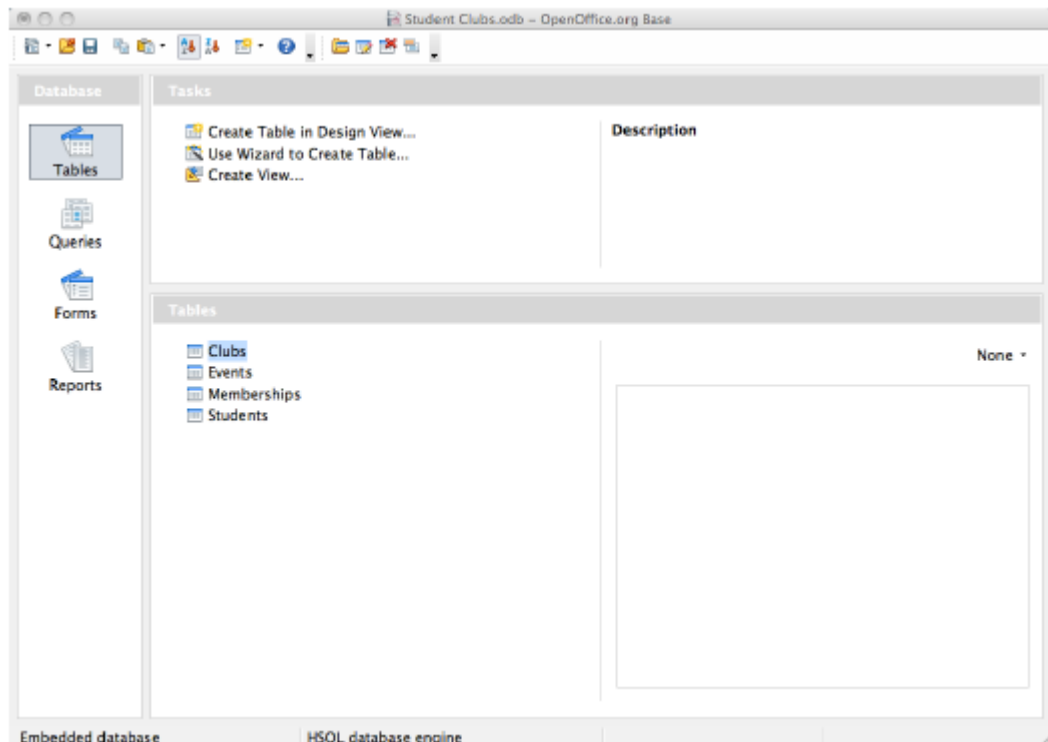 Student Clubs.odb – OpenOffice.org Base
Database
Tables
Queries
Forms
Reports
Tasks
Create Table in Design View...
Use Wizard to Create Table...
Create View...
Description
Tables
Clubs
Events
Memberships
Students
None
Embedded database
HSQL database engine